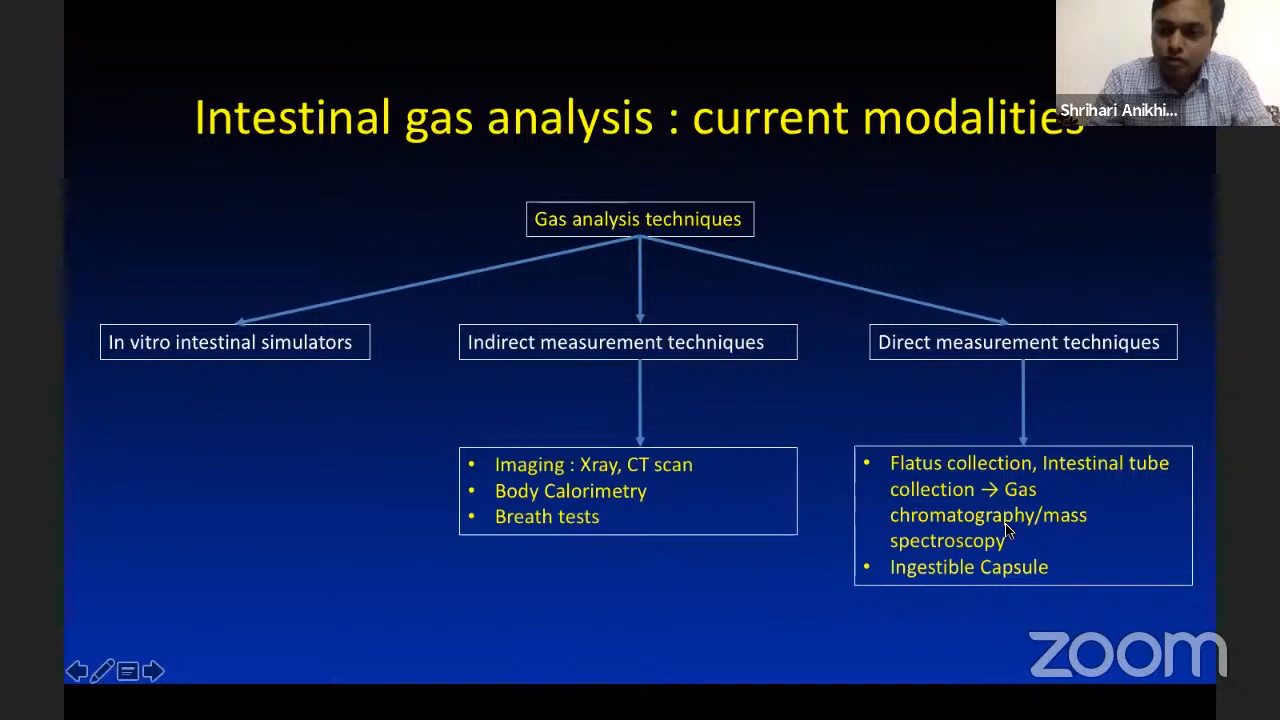 Intestinal gas analysis : current modalities
Shrihari Anikhi...
Gas analysis techniques
In vitro intestinal simulators
Indirect measurement techniques
Direct measurement techniques
• Imaging : Xray, CT scan
• Body Calorimetry
• Breath tests
• Flatus collection, Intestinal tube
collection → Gas
chromatography/mass
spectroscopy
• Ingestible Capsule
zoom